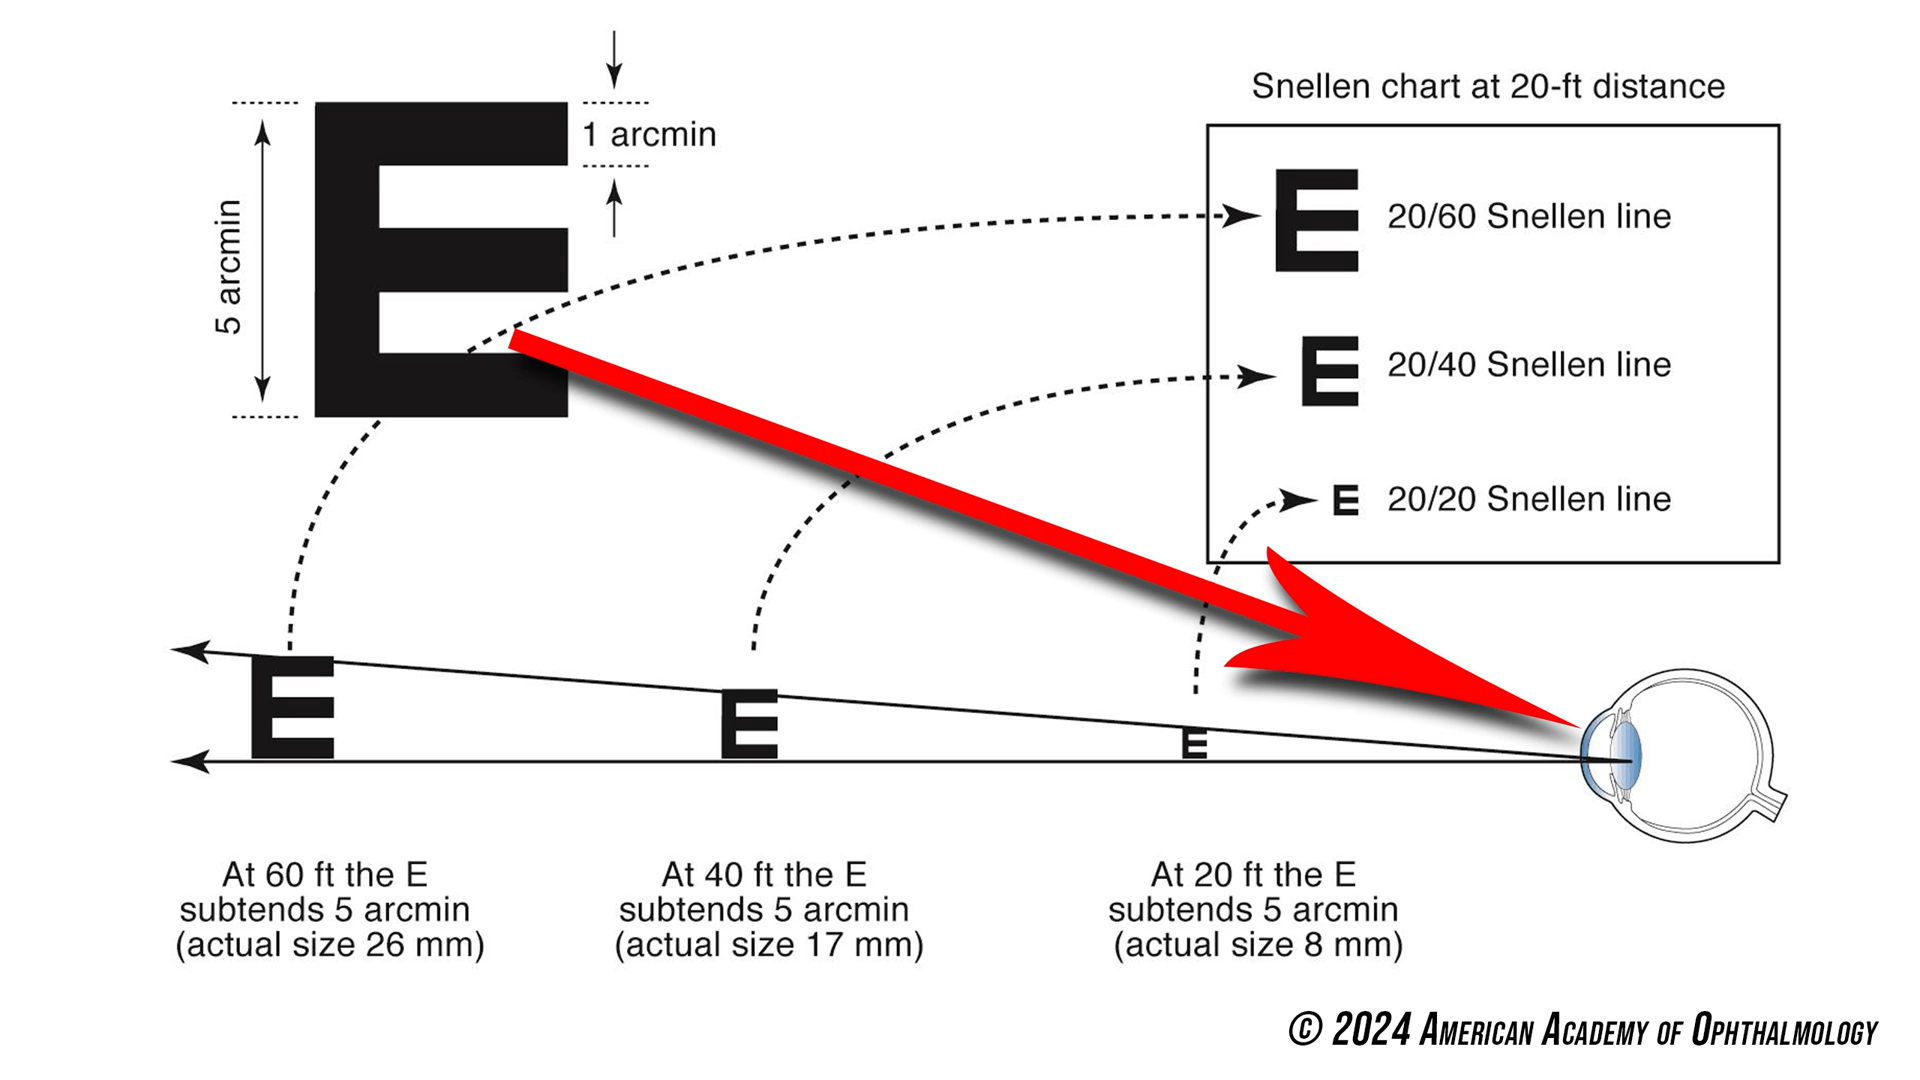 Snellen chart at 20-ft distance
E
1 arcmin
5 arcmin
E 20/60 Snellen line
E 20/40 Snellen line
E 20/20 Snellen line
E
E
E
At 60 ft the E
subtends 5 arcmin
(actual size 26 mm)
At 40 ft the E
subtends 5 arcmin
(actual size 17 mm)
At 20 ft the E
subtends 5 arcmin
(actual size 8 mm)
© 2024 American Academy of Ophthalmology